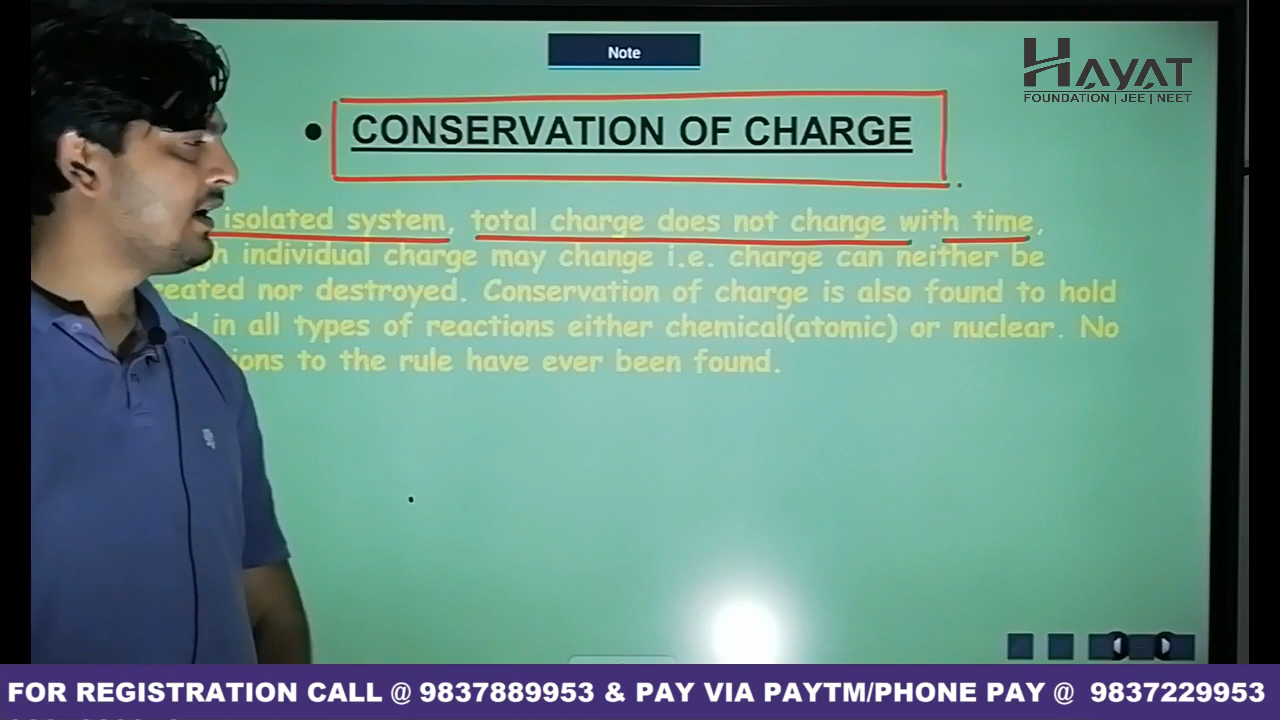 Note
HAYAT
FOUNDATION | JEE | NEET
• CONSERVATION OF CHARGE
isolated system, total charge does not change with time,
individual charge may change i.e. charge can neither be
reated nor destroyed. Conservation of charge is also found to hold
in all types of reactions either chemical(atomic) or nuclear. No
ions to the rule have ever been found.
FOR REGISTRATION CALL @ 9837889953 & PAY VIA PAYTM/PHONE PAY @ 9837229953